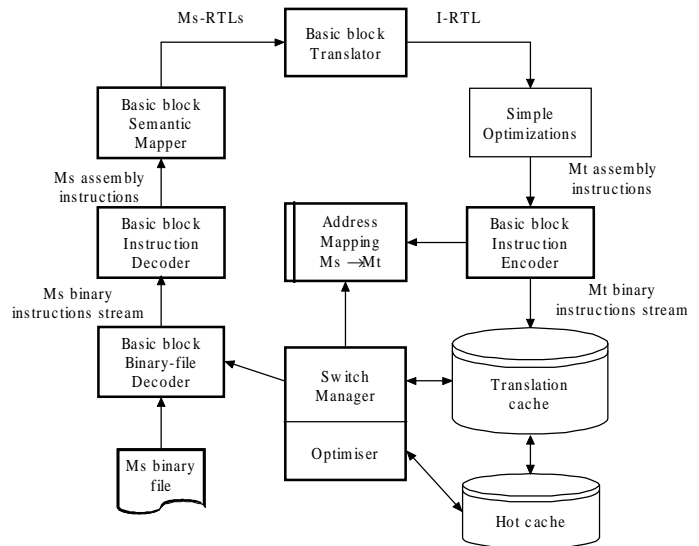 Ms-RTLs
Basic block
Translator
I-RTL
Basic block
Semantic
Mapper
Simple
Optimizations
Ms assembly
instructions
Mt assembly
instructions
Basic block
Instruction
Decoder
Address
Mapping
Ms →Mt
Basic block
Instruction
Encoder
Ms binary
instructions stream
Mt binary
instructions stream
Basic block
Binary-file
Decoder
Switch
Manager
Translation
cache
Optimiser
Ms binary
file
Hot cache